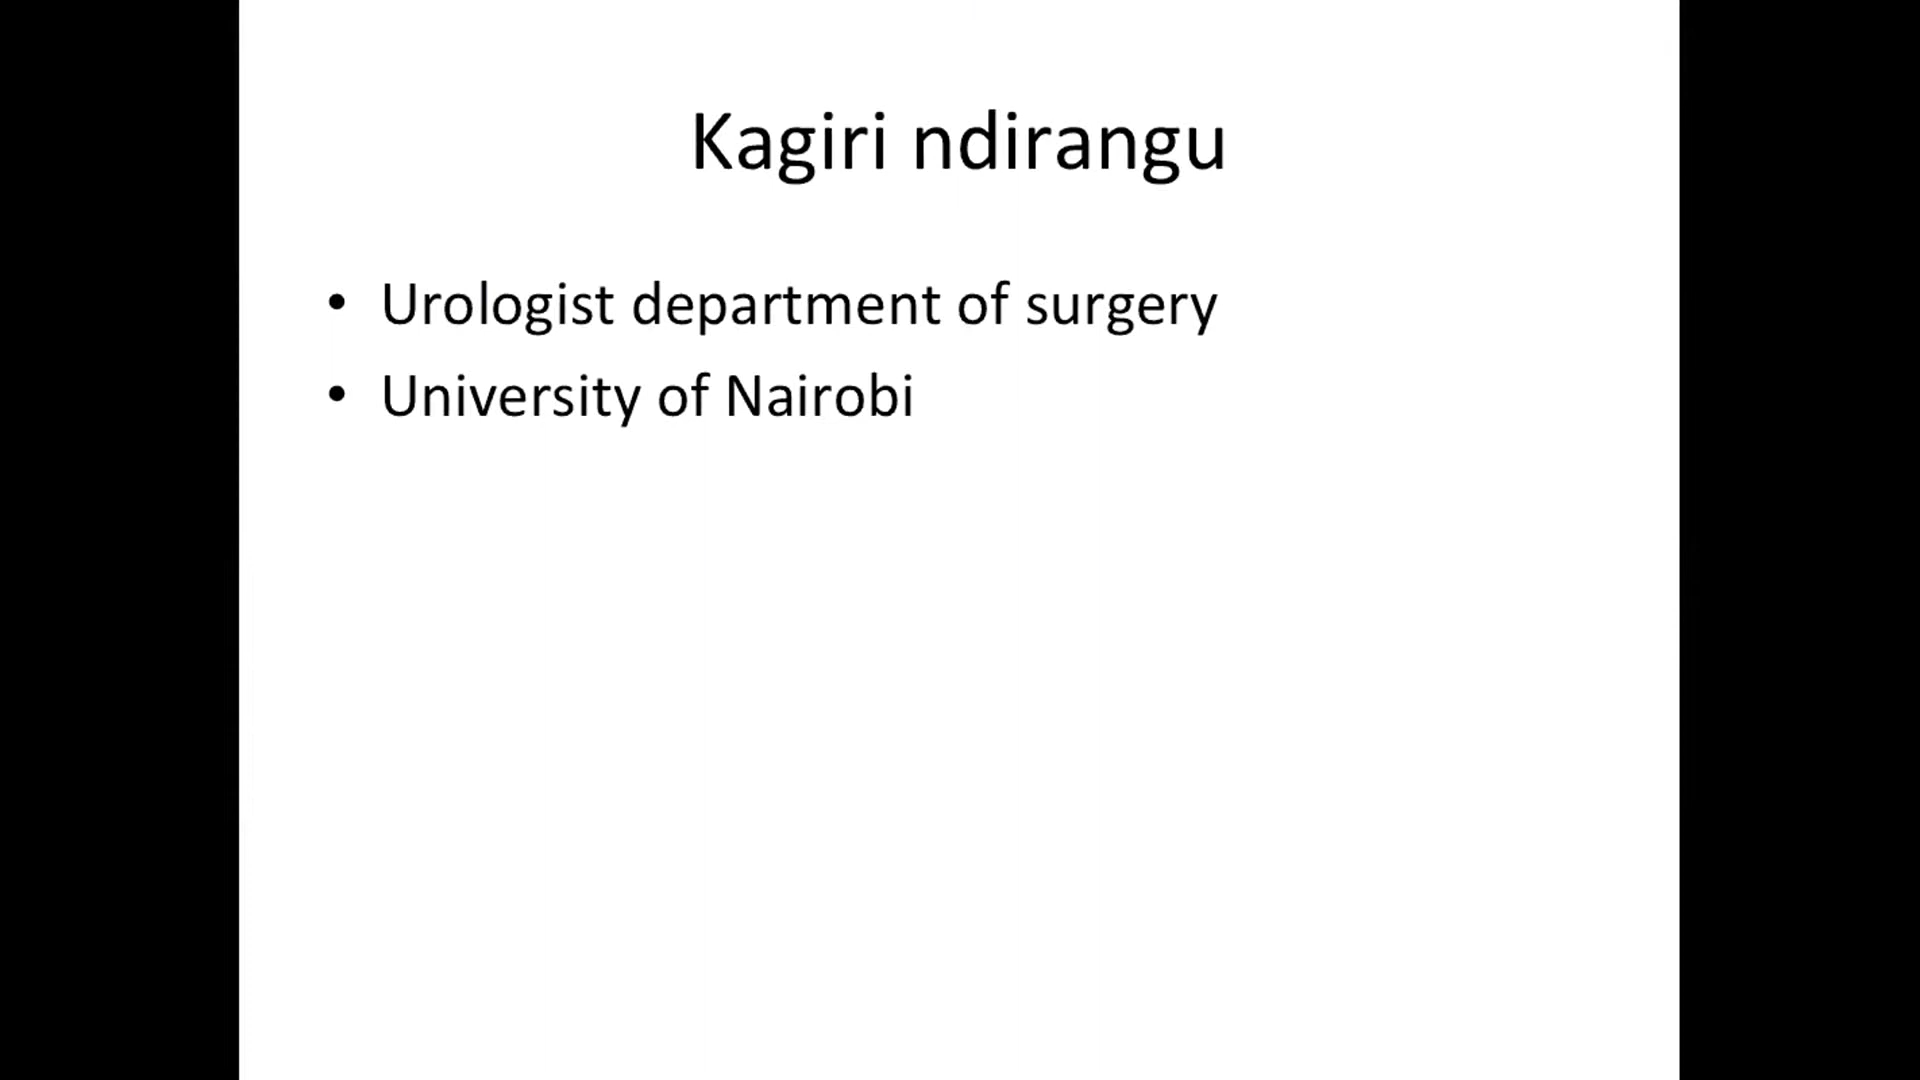 Kagiri ndirangu
• Urologist department of surgery
• University of Nairobi